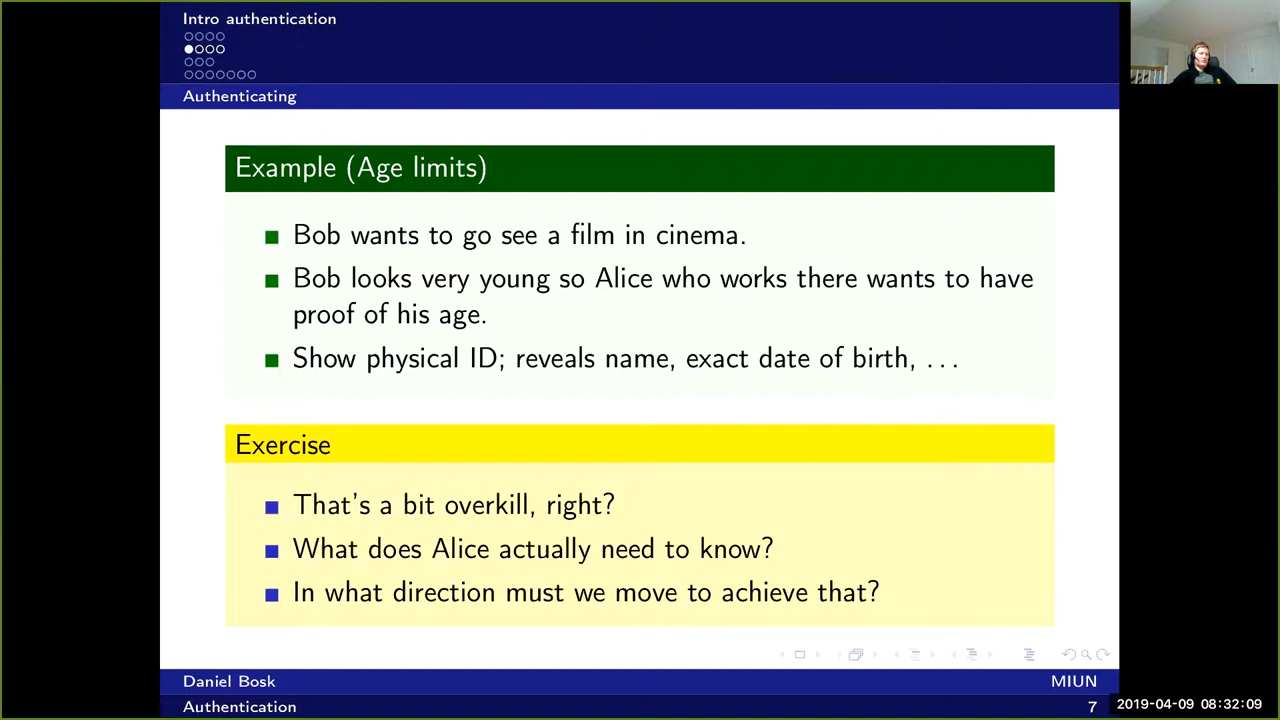 Intro authentication
Authenticating
Example (Age limits)
Bob wants to go see a film in cinema.
Bob looks very young so Alice who works there wants to have
proof of his age.
Show physical ID; reveals name, exact date of birth, . . .
Exercise
That's a bit overkill, right?
What does Alice actually need to know?
In what direction must we move to achieve that?
Daniel Bosk
MIUN
Authentication
7
2019-04-09 08:32:09